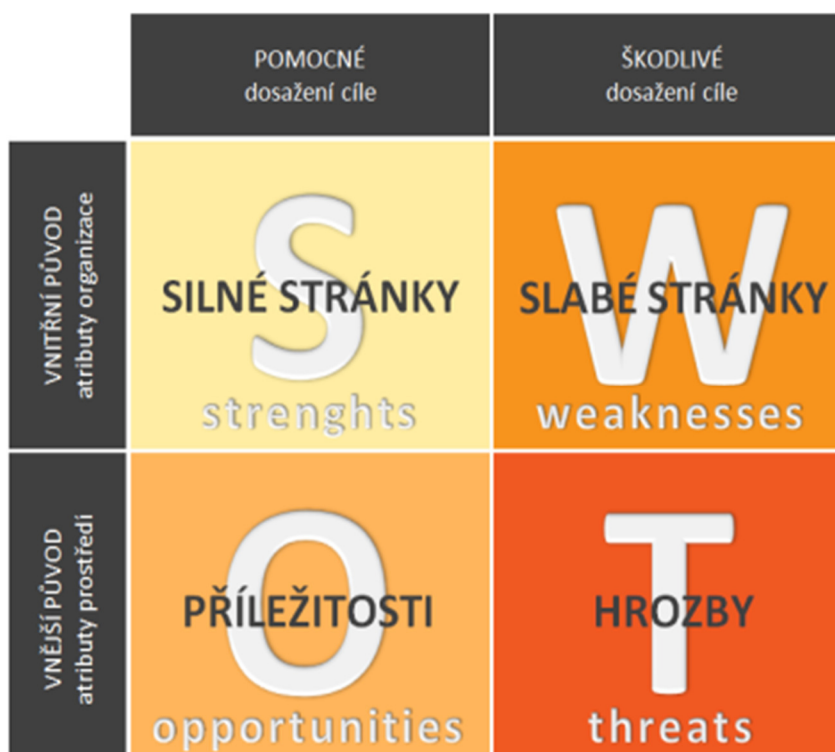 POMOCNÉ
dosažení cíle
ŠKODLIVÉ
dosažení cíle
VNITŘNÍ PŮVOD
atributy organizace
S
SILNÉ STRÁNKY
strenghts
W
SLABÉ STRÁNKY
weaknesses
VNĚJŠÍ PŮVOD
atributy prostředí
O
PŘÍLEŽITOSTI
opportunities
T
HROZBY
threats